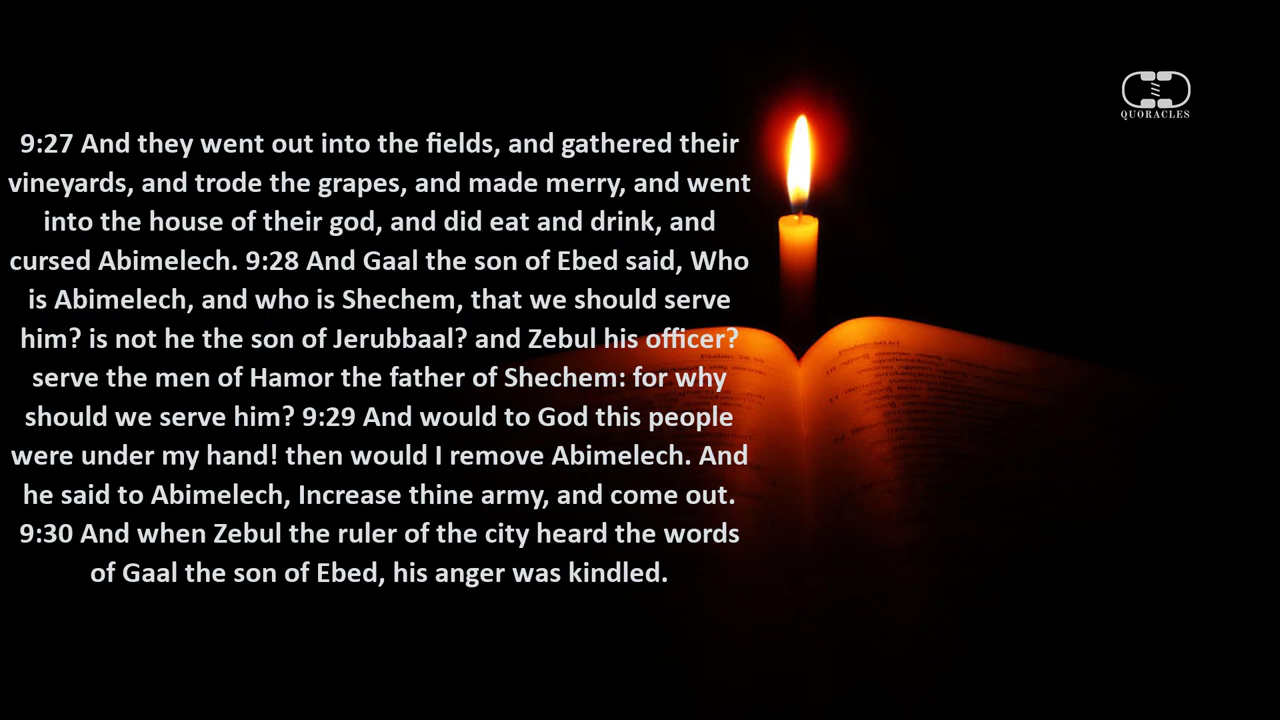 QUORACLES
9:27 And they went out into the fields, and gathered their
vineyards, and trode the grapes, and made merry, and went
into the house of their god, and did eat and drink, and
cursed Abimelech. 9:28 And Gaal the son of Ebed said, Who
is Abimelech, and who is Shechem, that we should serve
him? is not he the son of Jerubbaal? and Zebul his officer?
serve the men of Hamor the father of Shechem: for why
should we serve him? 9:29 And would to God this people
were under my hand! then would I remove Abimelech. And
he said to Abimelech, Increase thine army, and come out.
9:30 And when Zebul the ruler of the city heard the words
of Gaal the son of Ebed, his anger was kindled.